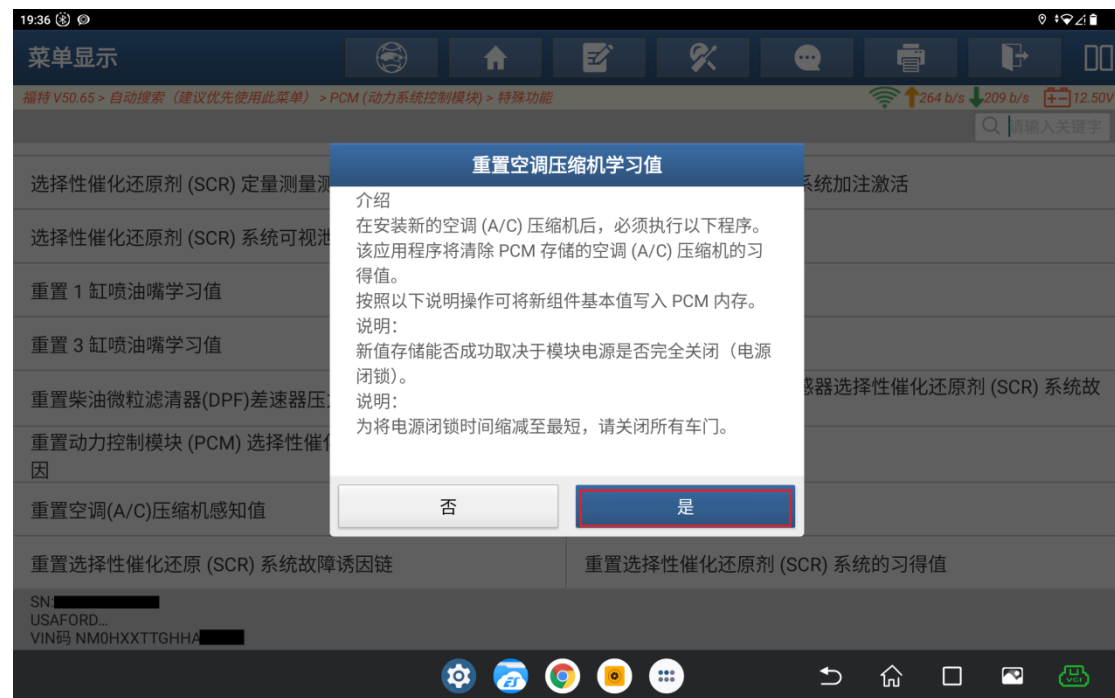 19:36
菜单显示
福特 V50.65 > 自动搜索（建议优先使用此菜单） > PCM (动力系统控制模块) > 特殊功能
264 b/s 209 b/s 12.50V
请输入关键字
选择性催化还原剂 (SCR) 定量测量测
系统加注激活
选择性催化还原剂 (SCR) 系统可视泄
重置 1 缸喷油嘴学习值
重置 3 缸喷油嘴学习值
重置柴油微粒滤清器(DPF)差速器压
感器选择性催化还原剂 (SCR) 系统故
重置动力控制模块 (PCM) 选择性催化
因
重置空调(A/C)压缩机感知值
重置选择性催化还原 (SCR) 系统故障诱因链
重置选择性催化还原剂 (SCR) 系统的习得值
重置空调压缩机学习值
介绍
在安装新的空调 (A/C) 压缩机后，必须执行以下程序。
该应用程序将清除 PCM 存储的空调 (A/C) 压缩机的习
得值。
按照以下说明操作可将新组件基本值写入 PCM 内存。
说明：
新值存储能否成功取决于模块电源是否完全关闭（电源
闭锁）。
说明：
为将电源闭锁时间缩减至最短，请关闭所有车门。
否
是
SN:
USAFORD...
VIN码 NM0HXXTTGHHA
ES
VCI